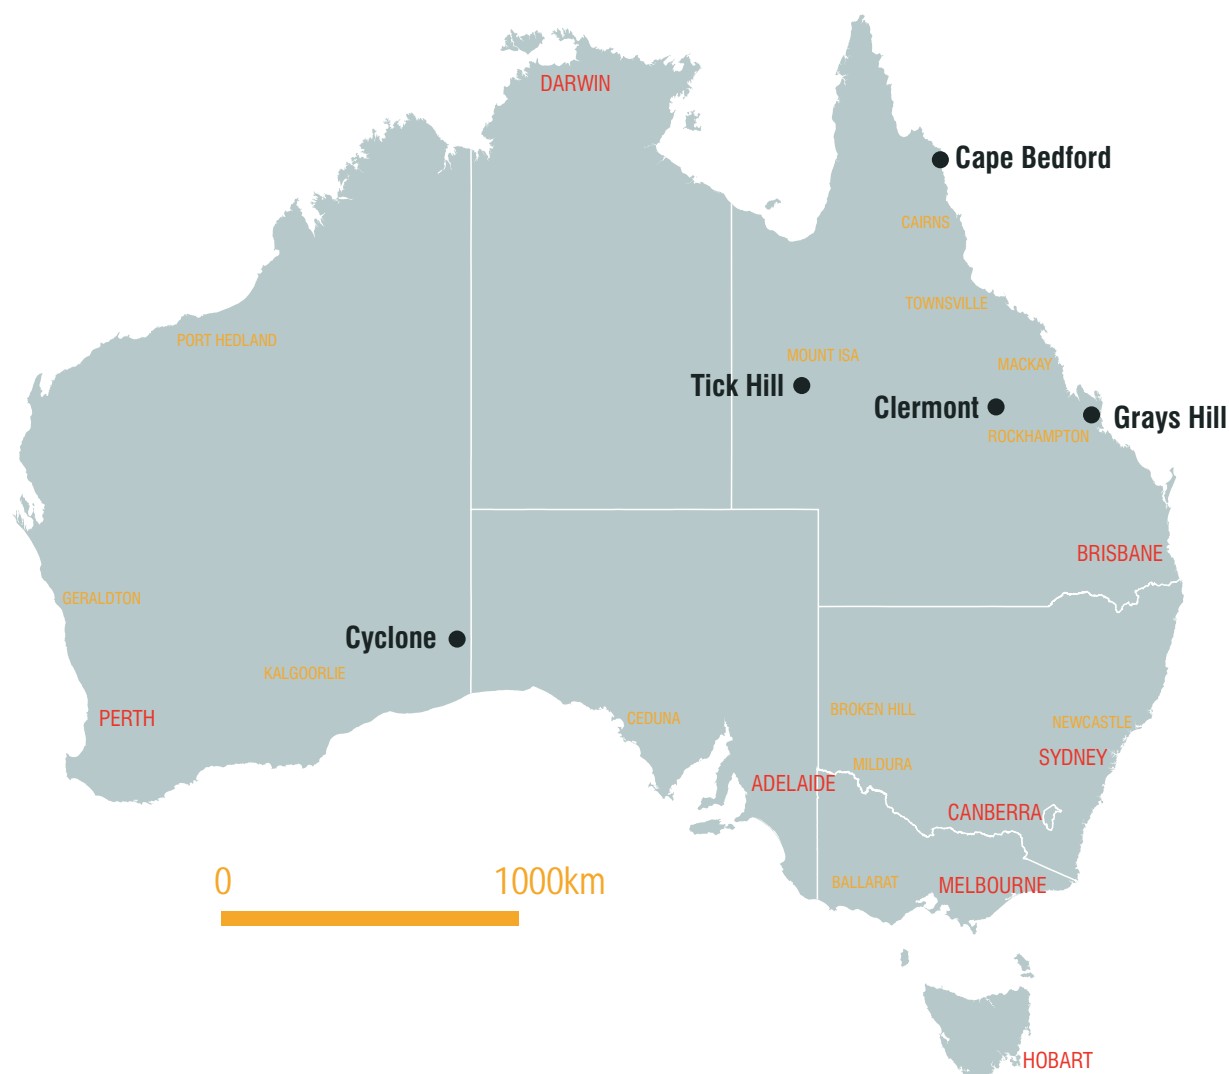 DARWIN
Cape Bedford
CAIRNS
TOWNSVILLE
PORT HEDLAND
MOUNT ISA
MACKAY
Tick Hill
Clermont
Grays Hill
ROCKHAMPTON
BRISBANE
GERALDTON
Cyclone
KALGOORLIE
PERTH
CEDUNA
BROKEN HILL
NEWCASTLE
SYDNEY
MILDURA
ADELAIDE
CANBERRA
0 1000km
BALLARAT
MELBOURNE
HOBART